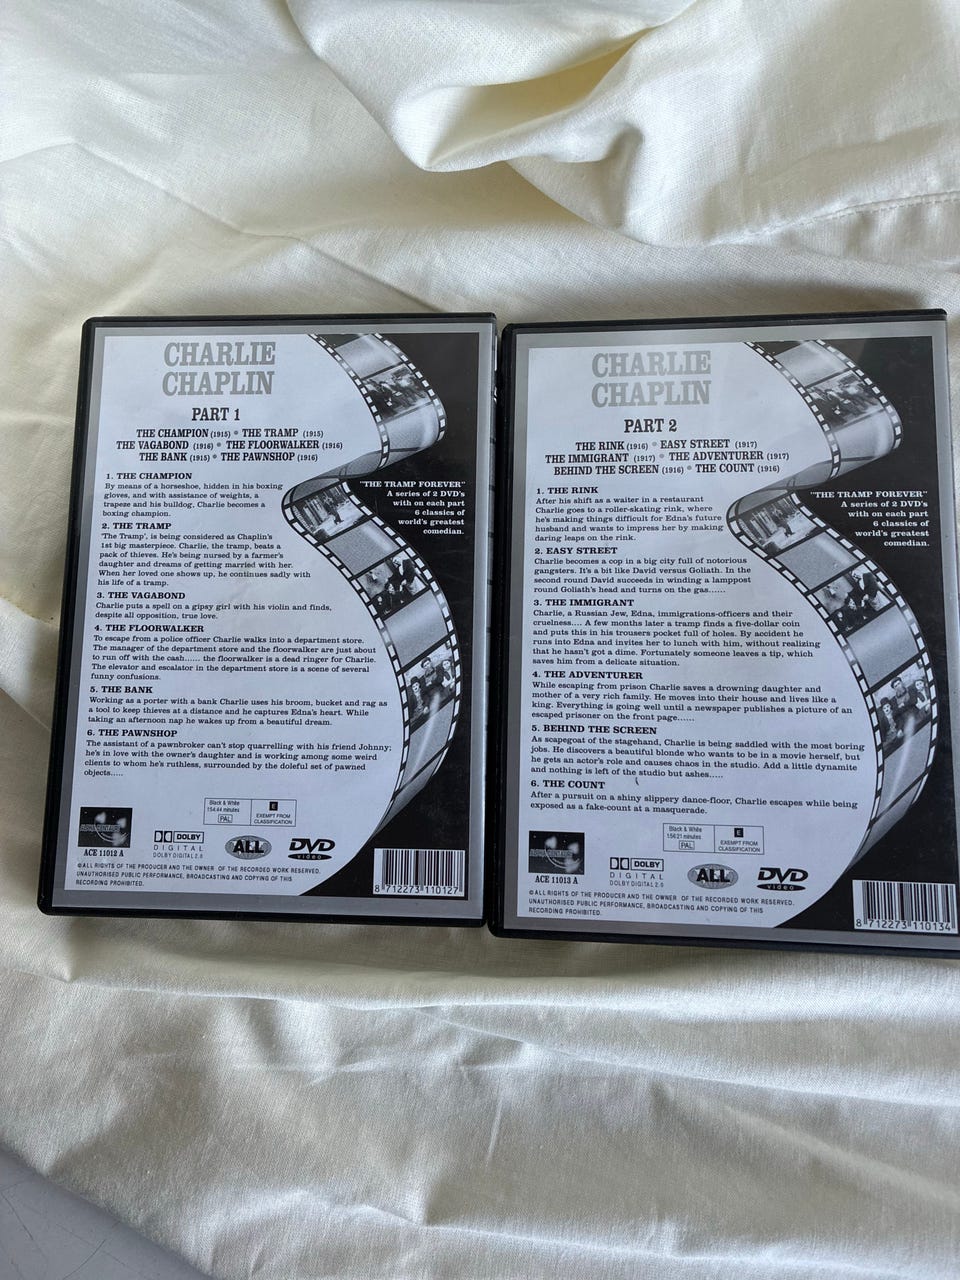 CHARLIE
CHAPLIN
PART 1
THE CHAMPION (1915) • THE TRAMP (1915)
THE VAGABOND (1916) • THE FLOORWALKER (1916)
THE BANK (1915) • THE PAWNSHOP (1916)
1. THE CHAMPION
By means of a horseshoe, hidden in his boxing
gloves, and with assistance of weights, a
trapeze and his bulldog. Charlie becomes a
boxing champion.
2. THE TRAMP
'The Tramp', is being considered as Chaplin's
1st big masterpiece. Charlie, the tramp, beats a
pack of thieves. He's being nursed by a farmer's
daughter and dreams of getting married with her.
When her loved one shows up, he continues sadly with
his life of a tramp.
3. THE VAGABOND
Charlie puts a spell on a gipsy girl with his violin and finds,
despite all opposition, true love.
4. THE FLOORWALKER
To escape from a police officer Charlie walks into a department store.
The manager of the department store and the floorwalker are just about
to run off with the cash...... the floorwalker is a dead ringer for Charlie.
The elevator and escalator in the department store is a scene of several
funny confusions.
5. THE BANK
Working as a porter with a bank Charlie uses his broom, bucket and rag as
a tool to keep thieves at a distance and he captures Edna's heart. While
taking an afternoon nap he wakes up from a beautiful dream.
6. THE PAWNSHOP
The assistant of a pawnbroker can't stop quarrelling with his friend Johnny;
he's in love with the owner's daughter and is working among some weird
clients to whom he's ruthless, surrounded by the doleful set of pawned
objects.....
"THE TRAMP FOREVER"
A series of 2 DVD's
with on each part
6 classics of
world's greatest
comedian.
Black & White
154:44 minutes
PAL
E
EXEMPT FROM
CLASSIFICATION
ACE 11012 A
DOLBY
DIGITAL
DOLBY DIGITAL 2.0
ALL
DVD
video
©ALL RIGHTS OF THE PRODUCER AND THE OWNER OF THE RECORDED WORK RESERVED.
UNAUTHORISED PUBLIC PERFORMANCE, BROADCASTING AND COPYING OF THIS
RECORDING PROHIBITED.
8 712273 110127
CHARLIE
CHAPLIN
PART 2
THE RINK (1916) • EASY STREET (1917)
THE IMMIGRANT (1917) • THE ADVENTURER (1917)
BEHIND THE SCREEN (1916) • THE COUNT (1916)
1. THE RINK
After his shift as a waiter in a restaurant
Charlie goes to a roller-skating rink, where
he's making things difficult for Edna's future
husband and wants to impress her by making
daring leaps on the rink.
2. EASY STREET
Charlie becomes a cop in a big city full of notorious
gangsters. It's a bit like David versus Goliath. In the
second round David succeeds in winding a lamppost
round Goliath's head and turns on the gas......
3. THE IMMIGRANT
Charlie, a Russian Jew, Edna, immigrations-officers and their
cruelness.... A few months later a tramp finds a five-dollar coin
and puts this in his trousers pocket full of holes. By accident he
runs into Edna and invites her to lunch with him, without realizing
that he hasn't got a dime. Fortunately someone leaves a tip, which
saves him from a delicate situation.
4. THE ADVENTURER
While escaping from prison Charlie saves a drowning daughter and
mother of a very rich family. He moves into their house and lives like a
king. Everything is going well until a newspaper publishes a picture of an
escaped prisoner on the front page......
5. BEHIND THE SCREEN
As scapegoat of the stagehand, Charlie is being saddled with the most boring
jobs. He discovers a beautiful blonde who wants to be in a movie herself, but
he gets an actor's role and causes chaos in the studio. Add a little dynamite
and nothing is left of the studio but ashes.....
6. THE COUNT
After a pursuit on a shiny slippery dance-floor, Charlie escapes while being
exposed as a fake-count at a masquerade.
"THE TRAMP FOREVER"
A series of 2 DVD's
with on each part
6 classics of
world's greatest
comedian.
Black & White
156:21 minutes
PAL
E
EXEMPT FROM
CLASSIFICATION
ACE 11013 A
DOLBY
DIGITAL
DOLBY DIGITAL 2.0
ALL
DVD
video
©ALL RIGHTS OF THE PRODUCER AND THE OWNER OF THE RECORDED WORK RESERVED.
UNAUTHORISED PUBLIC PERFORMANCE, BROADCASTING AND COPYING OF THIS
RECORDING PROHIBITED.
8 712273 110134